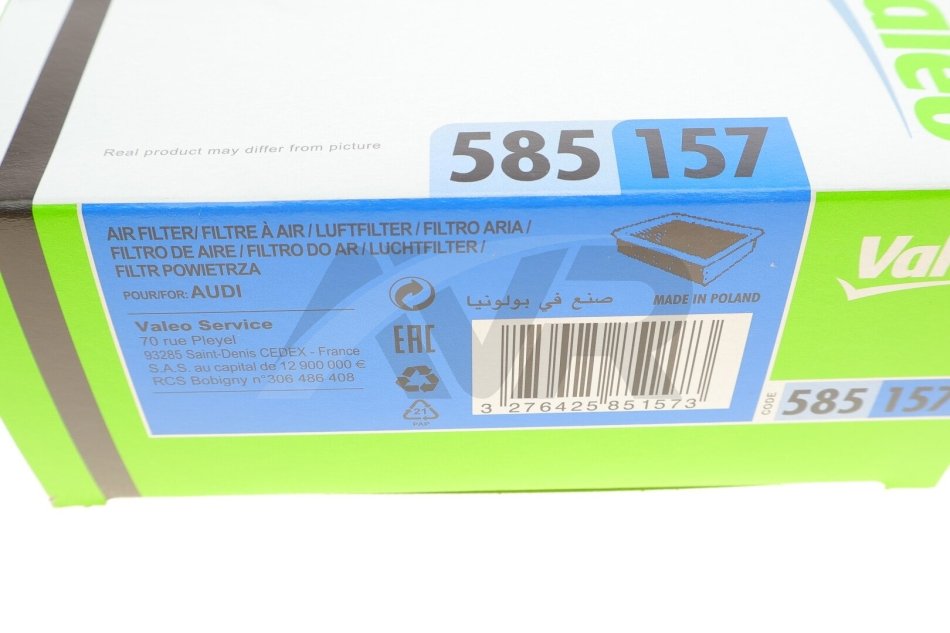 aleo
585 157
Real product may differ from picture
AIR FILTER/ FILTRE À AIR / LUFTFILTER / FILTRO ARIA /
FILTRO DE AIRE / FILTRO DO AR / LUCHTFILTER /
FILTR POWIETRZA
POUR/FOR: AUDI
Valeo Service
70 rue Pleyel
93285 Saint-Denis CEDEX - France
S.A.S. au capital de 12 900 000 €
RCS Bobigny n°306 486 408
EAC
21
PAP
صنع في بولونيا
MADE IN POLAND
3 276425 851573
Val
CODE 585 157